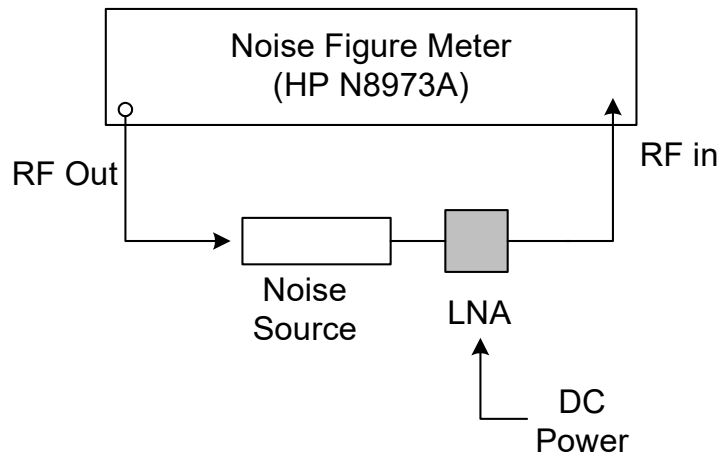 Noise Figure Meter
(HP N8973A)
RF Out
RF in
Noise
Source
LNA
DC
Power